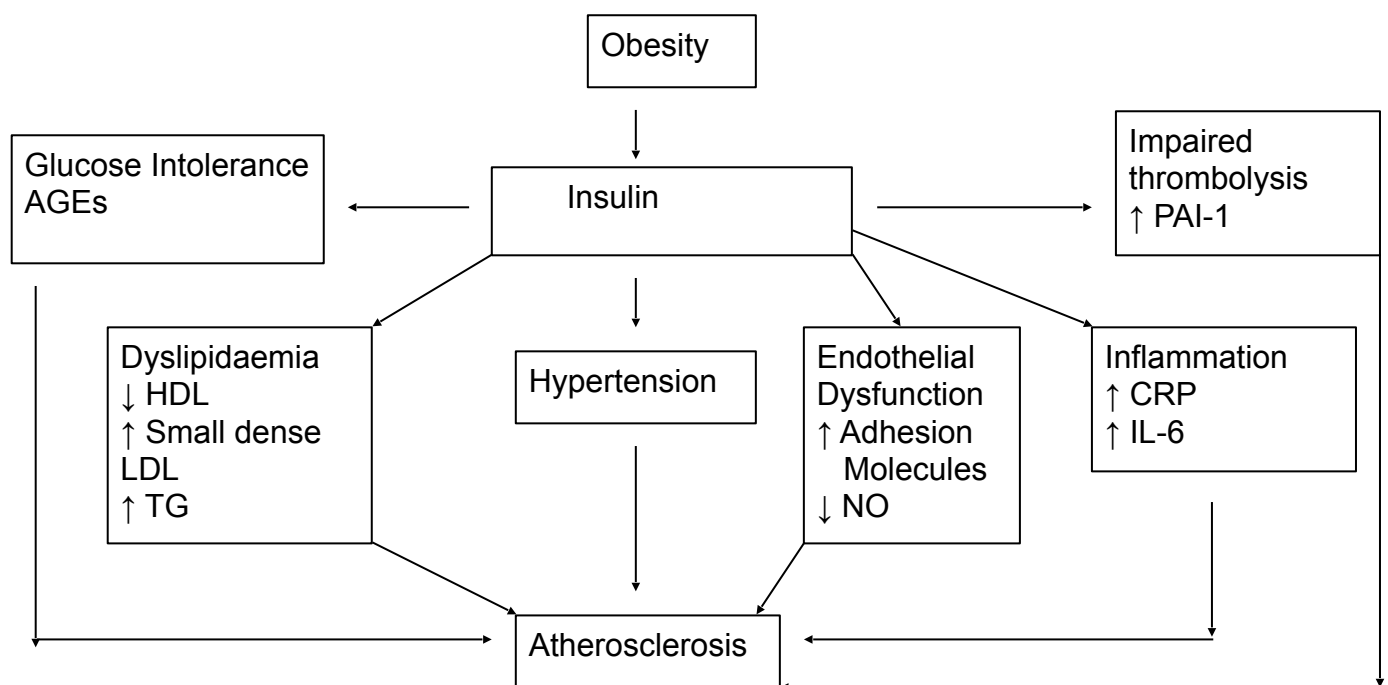 Obesity
Glucose Intolerance
AGEs
Insulin
Impaired
thrombolysis
↑ PAI-1
Dyslipidaemia
↓ HDL
↑ Small dense
LDL
↑ TG
Hypertension
Endothelial
Dysfunction
↑ Adhesion
Molecules
↓ NO
Inflammation
↑ CRP
↑ IL-6
Atherosclerosis